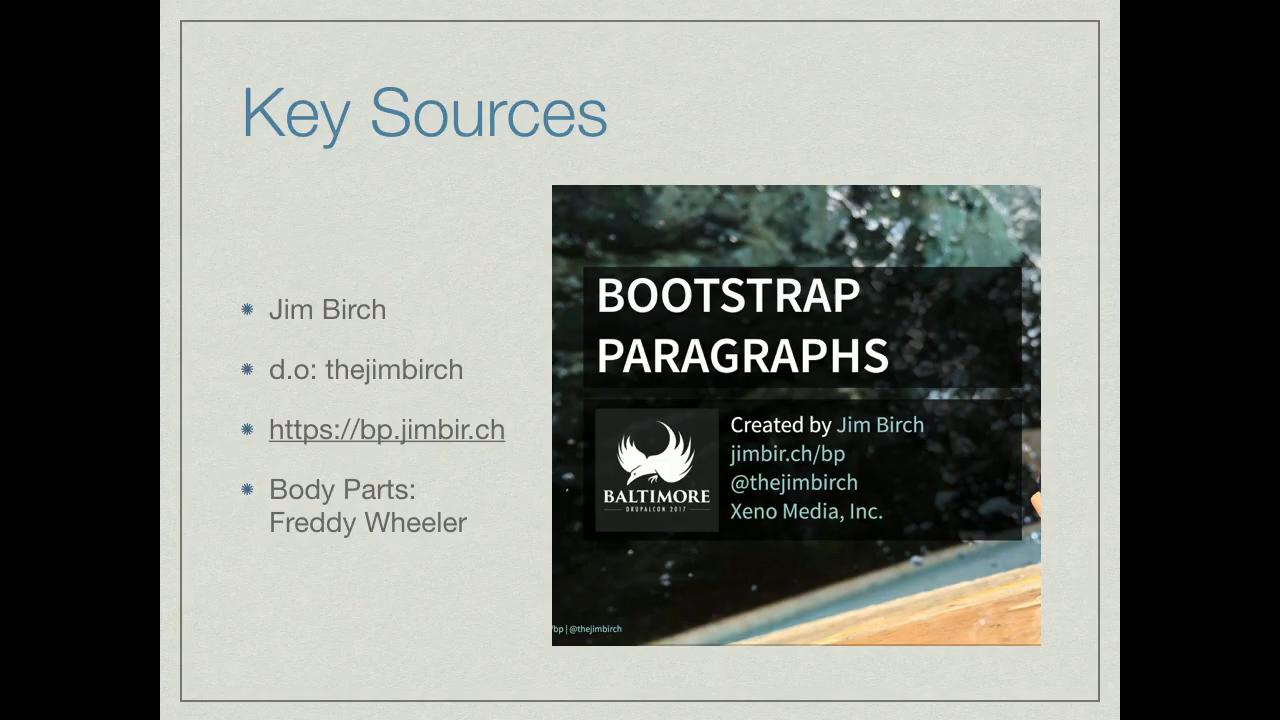 Key Sources
Jim Birch
d.o: thejimbirch
https://bp.jimbir.ch
Body Parts:
Freddy Wheeler
BOOTSTRAP
PARAGRAPHS
BALTIMORE
DRUPALCON 2017
Created by Jim Birch
jimbir.ch/bp
@thejimbirch
Xeno Media, Inc.
/bp | @thejimbirch